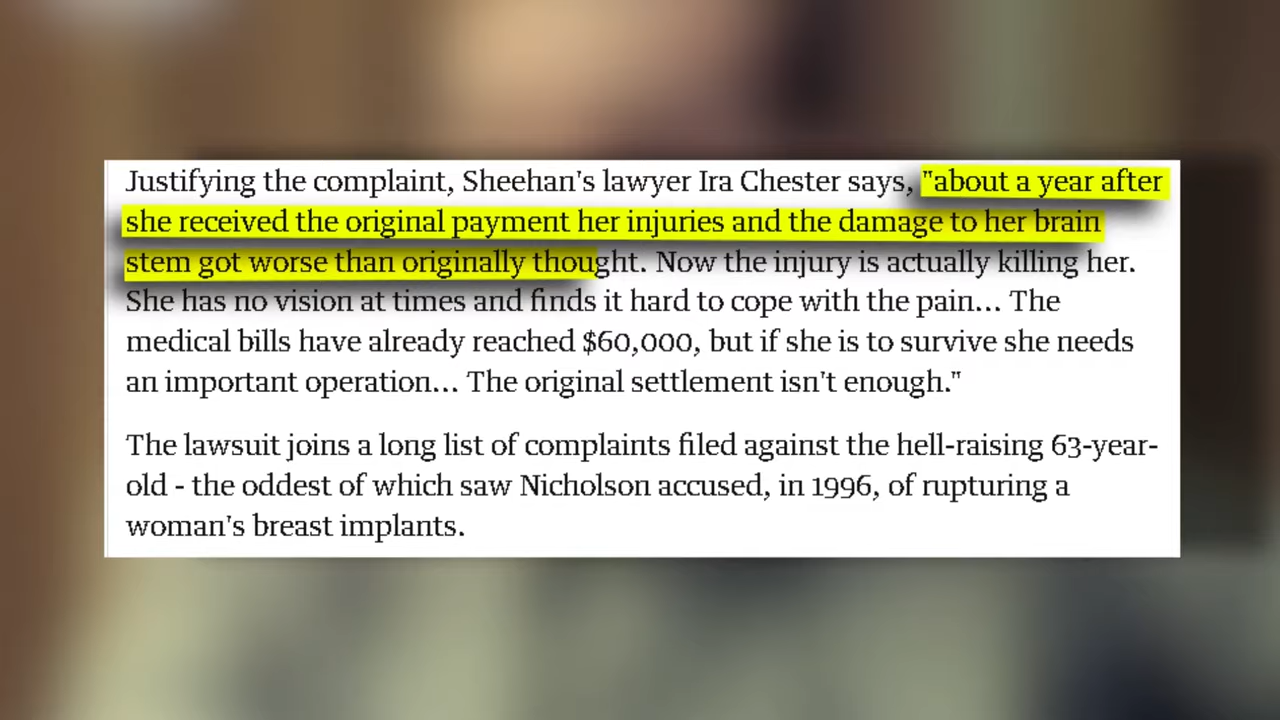 Justifying the complaint, Sheehan's lawyer Ira Chester says, "about a year after
she received the original payment her injuries and the damage to her brain
stem got worse than originally thought. Now the injury is actually killing her.
She has no vision at times and finds it hard to cope with the pain... The
medical bills have already reached $60,000, but if she is to survive she needs
an important operation... The original settlement isn't enough."
The lawsuit joins a long list of complaints filed against the hell-raising 63-year-
old - the oddest of which saw Nicholson accused, in 1996, of rupturing a
woman's breast implants.